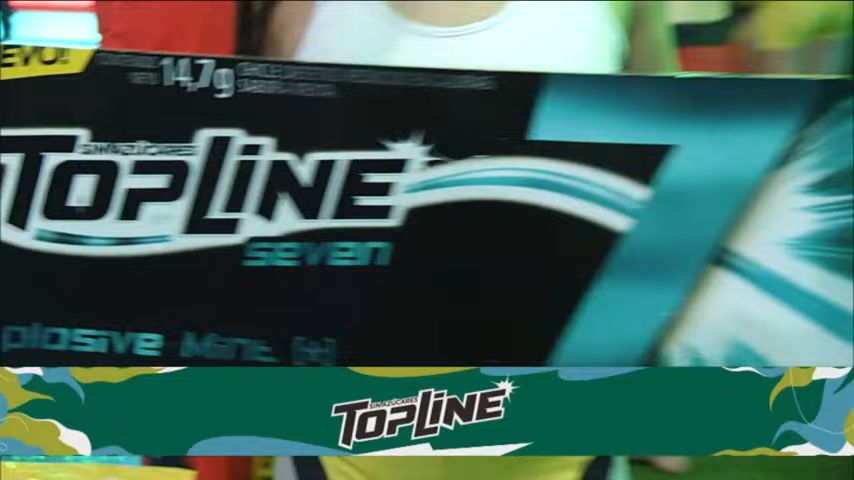 EVO!
14,7g
SIN AZÚCARES
TOPLINE
seven
7
plosive Mint
SIN AZÚCARES
TOPLINE